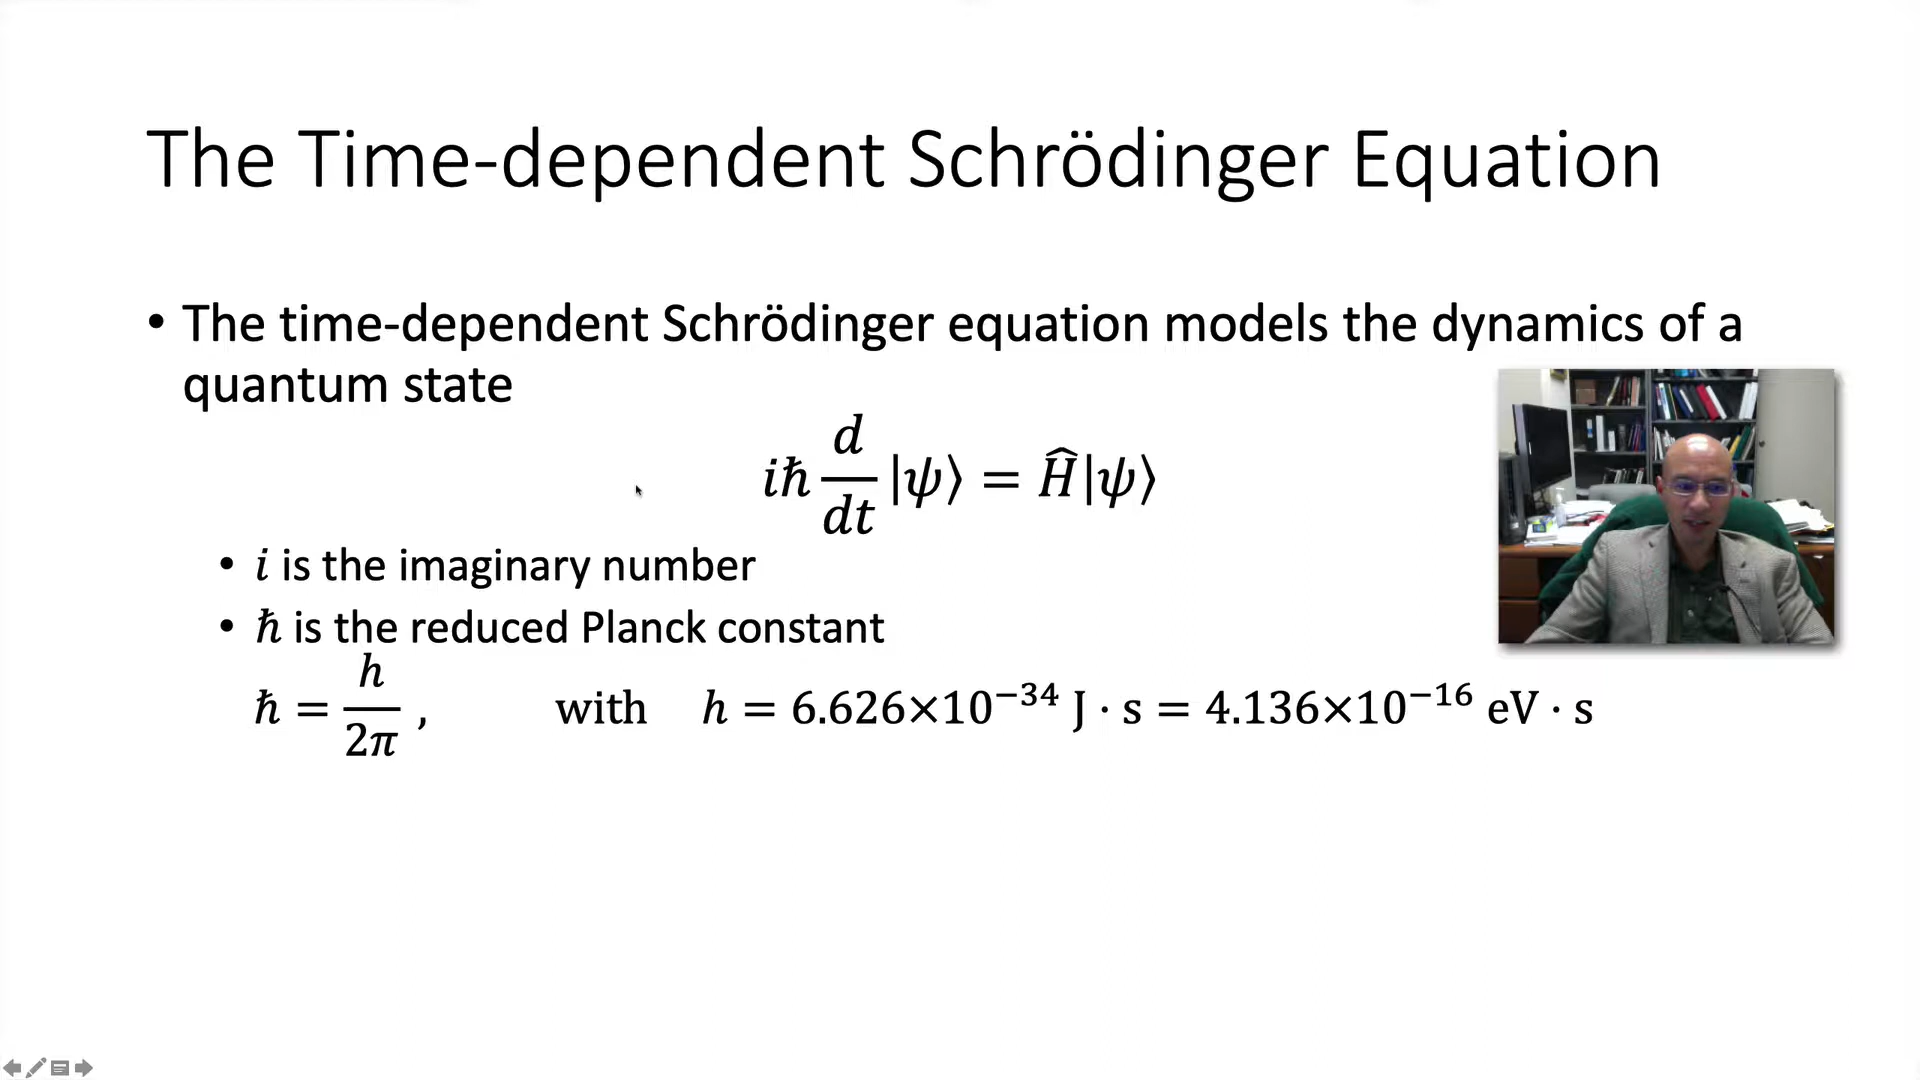 The Time-dependent Schrödinger Equation
• The time-dependent Schrödinger equation models the dynamics of a
quantum state
iħ d/dt |ψ⟩ = Ĥ|ψ⟩
• i is the imaginary number
• ħ is the reduced Planck constant
ħ = h/2π , with h = 6.626×10⁻³⁴ J · s = 4.136×10⁻¹⁶ eV · s